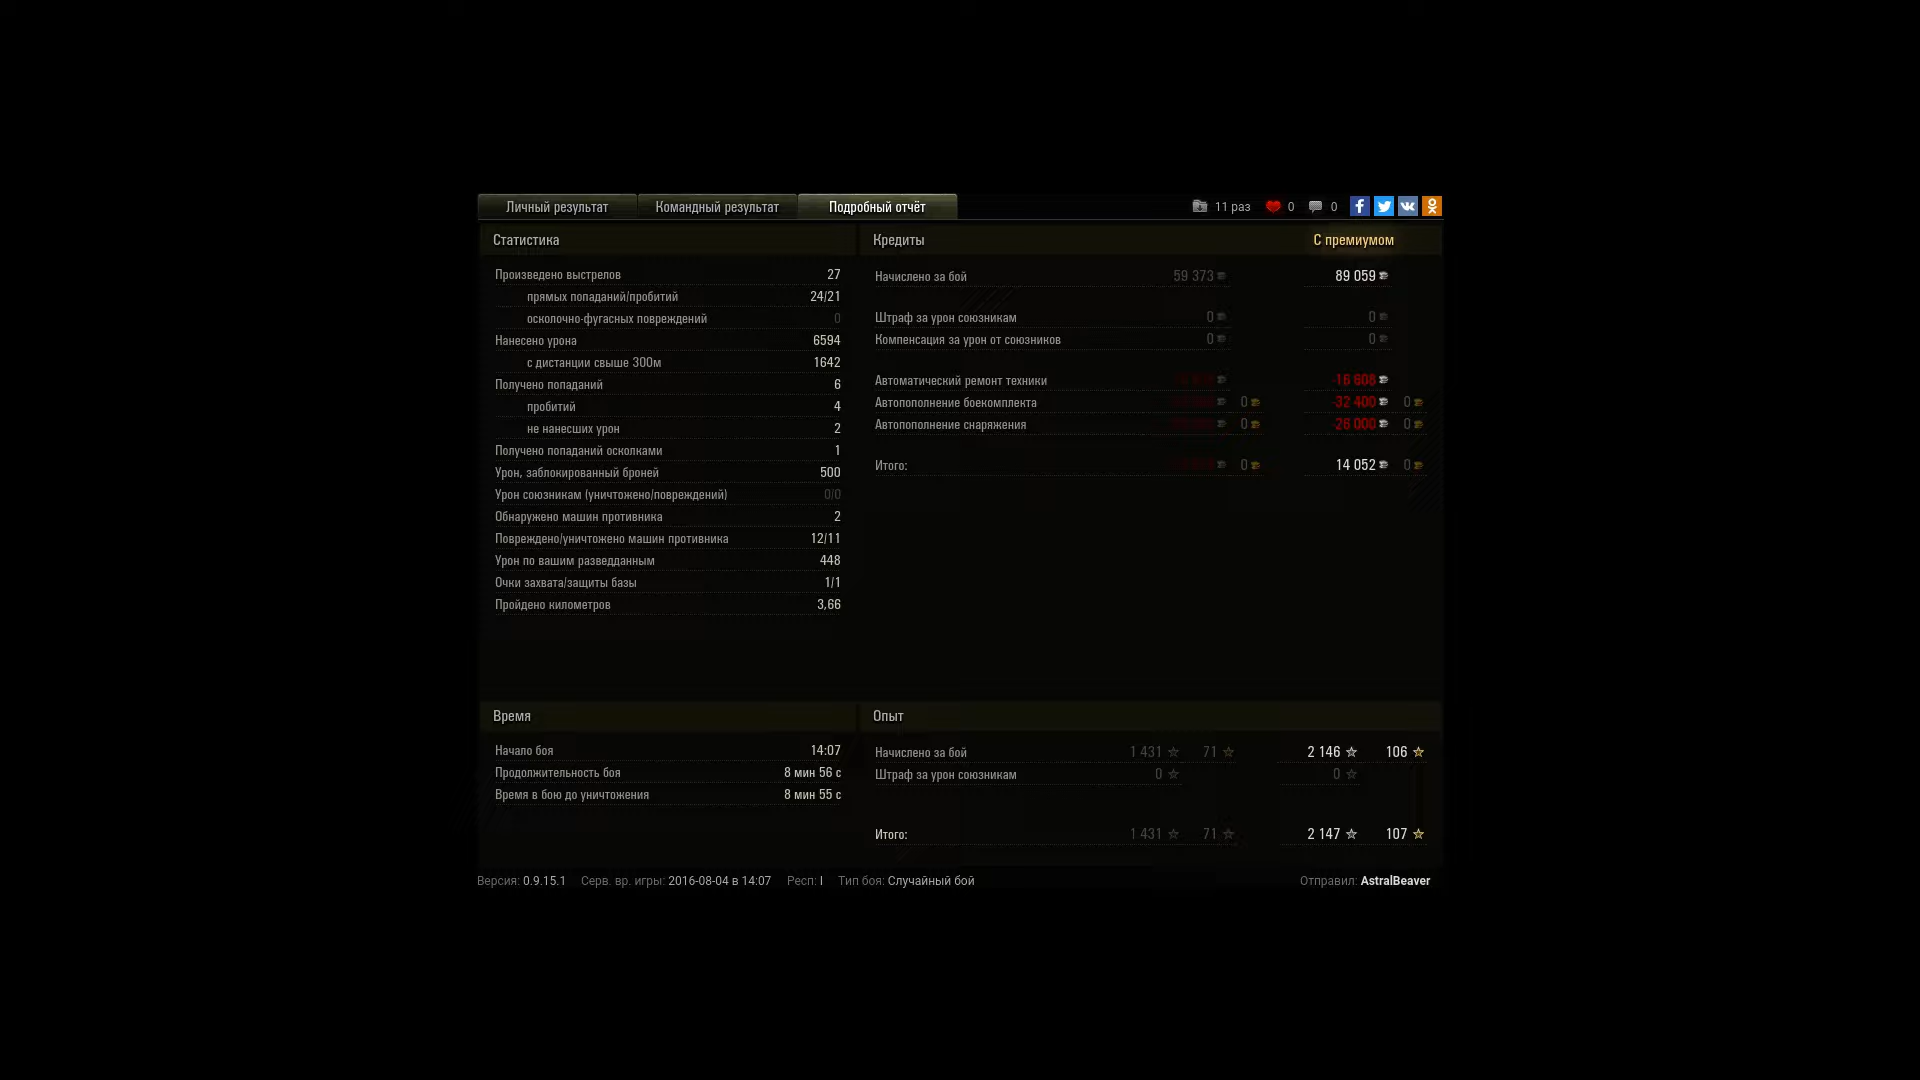 Личный результат Командный результат Подробный отчёт 11 раз 0 0
Статистика
Произведено выстрелов 27
прямых попаданий/пробитий 24/21
осколочно-фугасных повреждений 0
Нанесено урона 6594
с дистанции свыше 300м 1642
Получено попаданий 6
пробитий 4
не нанесших урон 2
Получено попаданий осколками 1
Урон, заблокированный броней 500
Урон союзникам (уничтожено/повреждений) 0/0
Обнаружено машин противника 2
Повреждено/уничтожено машин противника 12/11
Урон по вашим разведданным 448
Очки захвата/защиты базы 1/1
Пройдено километров 3,66
Кредиты С премиумом
Начислено за бой 59 373 89 059
Штраф за урон союзникам 0 0
Компенсация за урон от союзников 0 0
Автоматический ремонт техники -16 608
Автопополнение боекомплекта 0 -32 400 0
Автопополнение снаряжения 0 -26 000 0
Итого: 0 14 052 0
Время
Начало боя 14:07
Продолжительность боя 8 мин 56 с
Время в бою до уничтожения 8 мин 55 с
Опыт
Начислено за бой 1 431 71 2 146 106
Штраф за урон союзникам 0 0
Итого: 1 431 71 2 147 107
Версия: 0.9.15.1 Серв. вр. игры: 2016-08-04 в 14:07 Респ: I Тип боя: Случайный бой Отправил: AstralBeaver